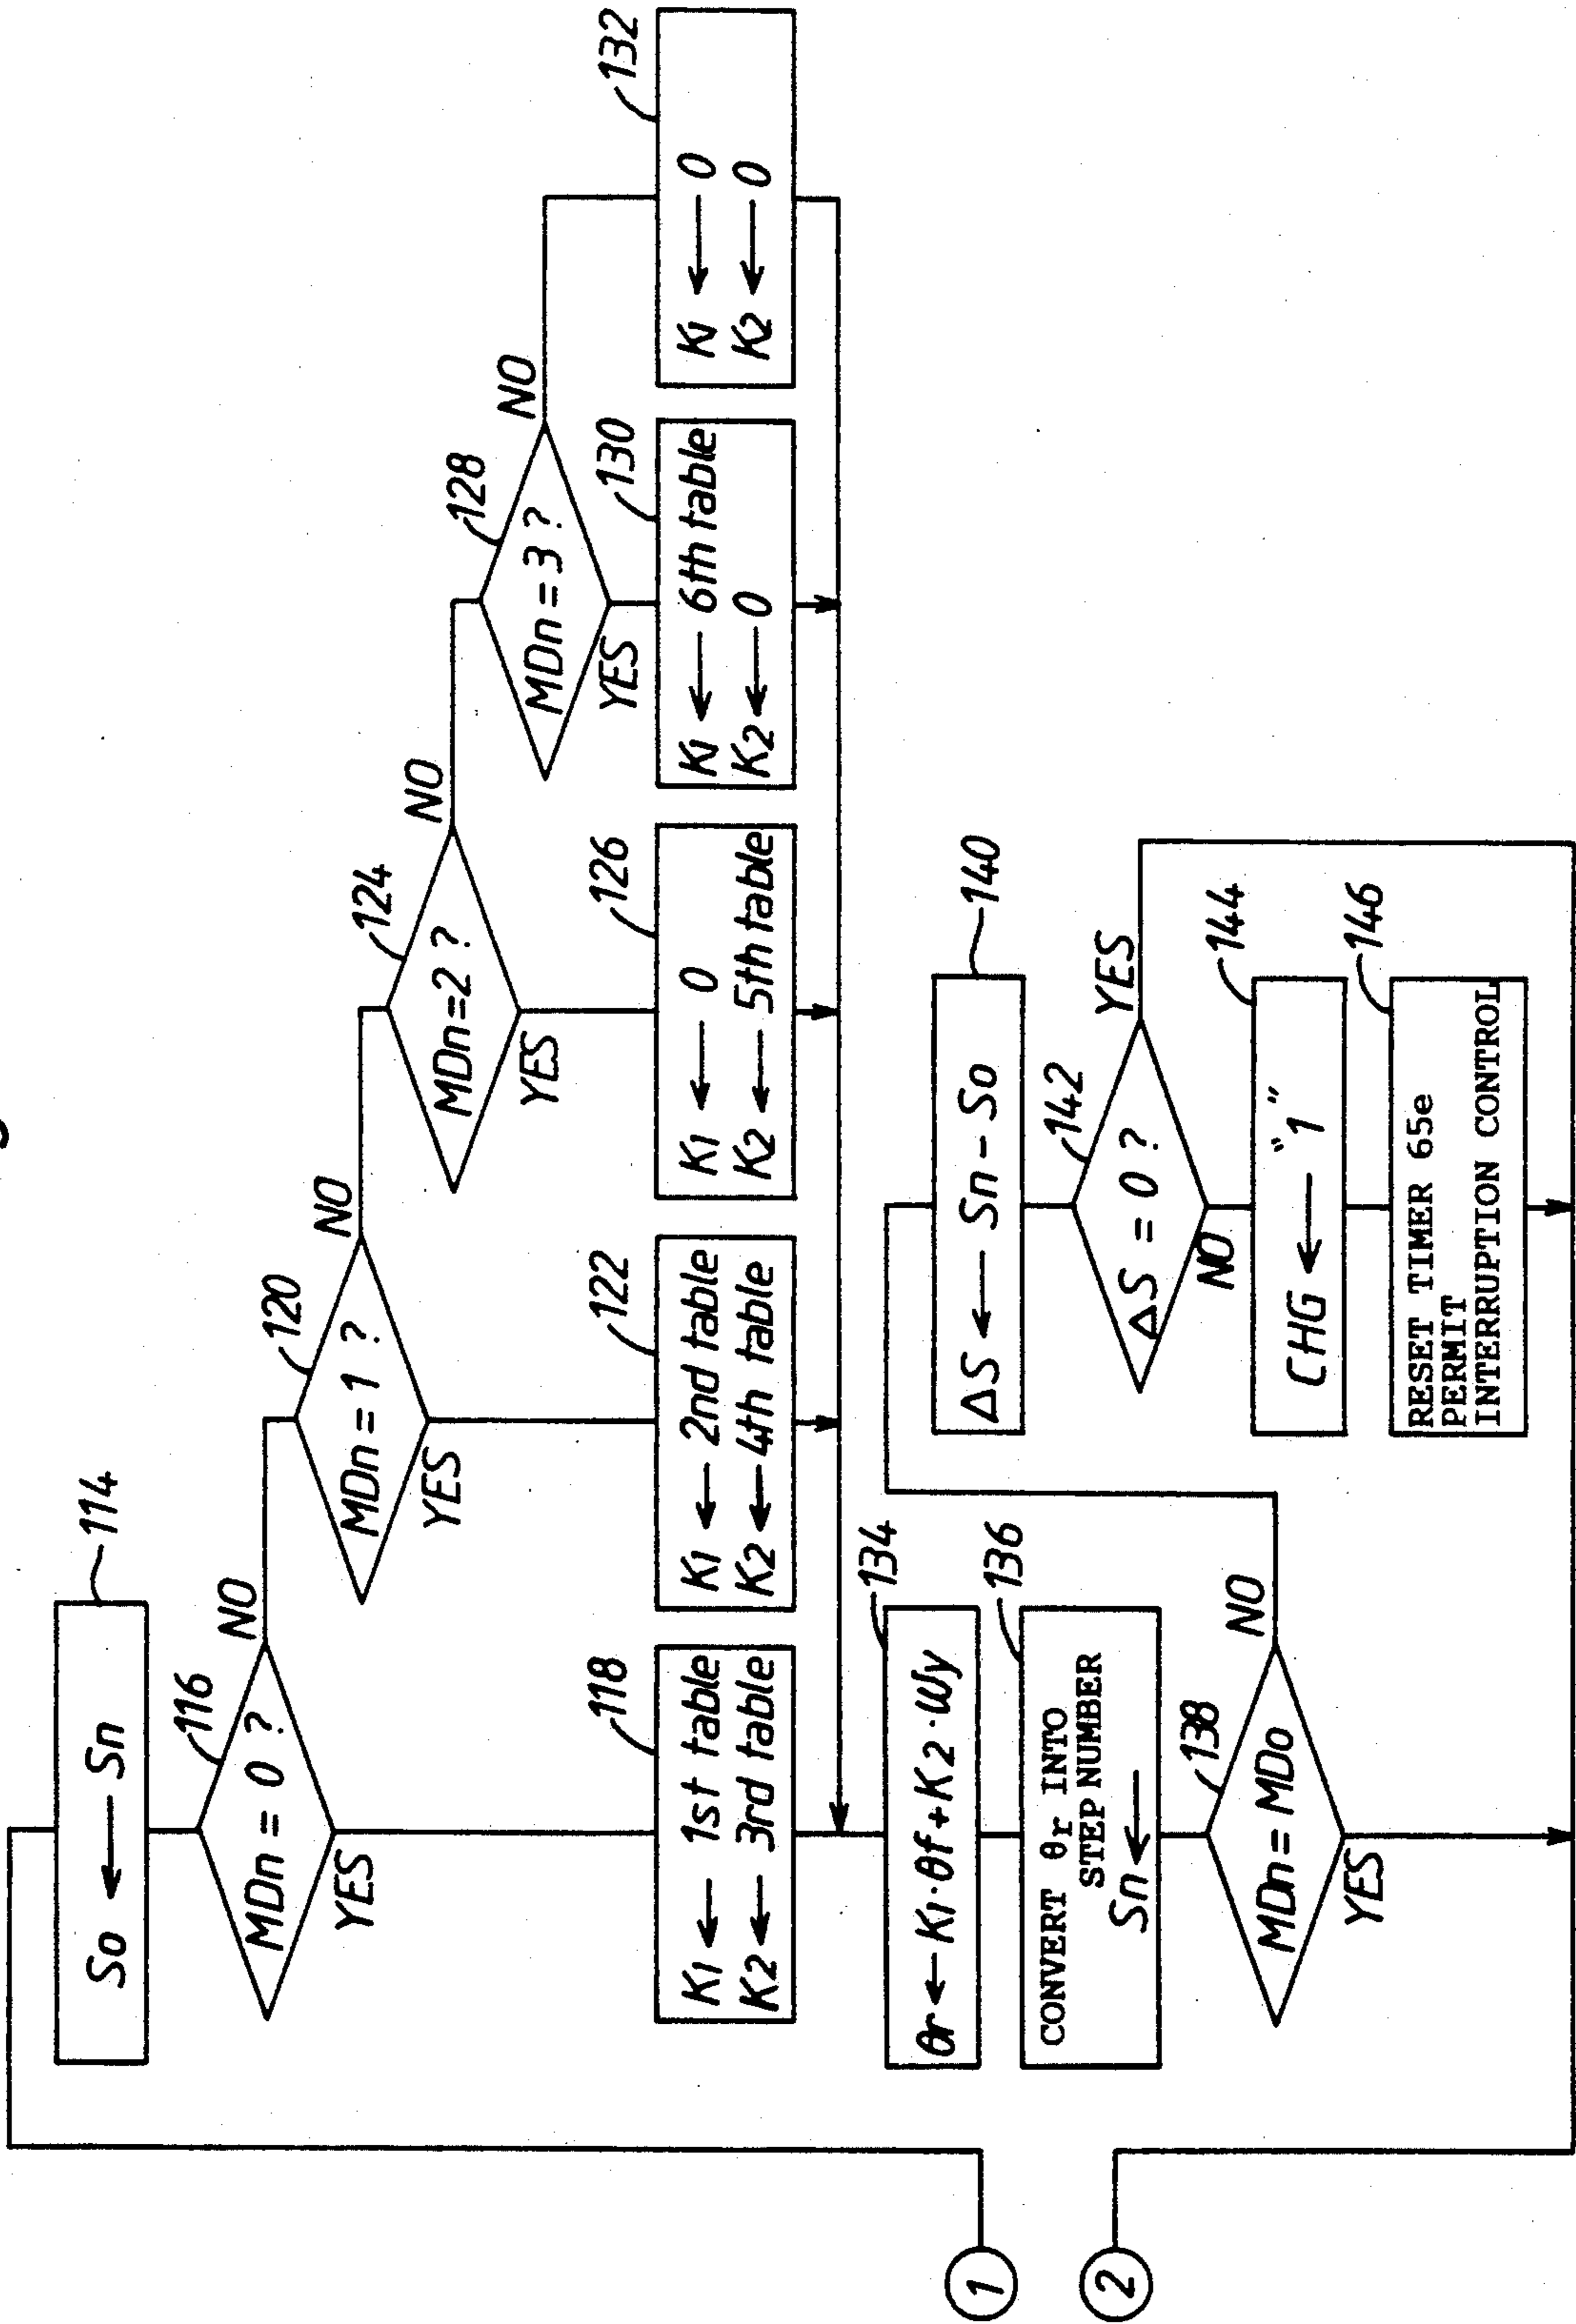 114
So ← Sn
116
MDn = 0 ?
NO
YES
118
K1 ← 1st table
K2 ← 3rd table
120
MDn = 1 ?
NO
YES
122
K1 ← 2nd table
K2 ← 4th table
124
MDn = 2 ?
NO
YES
126
K1 ← 0
K2 ← 5th table
128
MDn = 3 ?
NO
YES
130
K1 ← 6th table
K2 ← 0
132
K1 ← 0
K2 ← 0
134
θr ← K1·θf + K2·Wy
136
CONVERT θr INTO
STEP NUMBER
Sn ←
138
MDn = MDo
NO
YES
140
ΔS ← Sn - So
142
ΔS = 0 ?
YES
NO
144
CHG ← "1"
146
RESET TIMER 65e
PERMIT
INTERRUPTION CONTROL
1
2